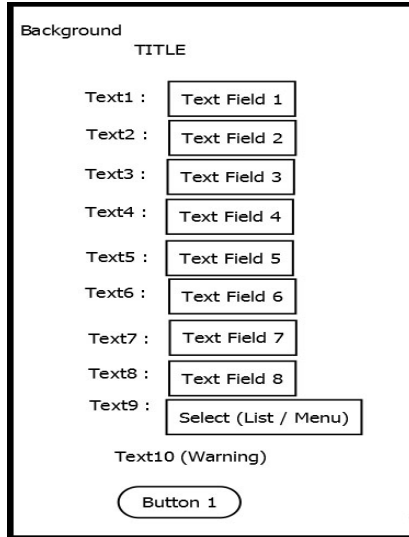 Background
TITLE
Text1 : Text Field 1
Text2 : Text Field 2
Text3 : Text Field 3
Text4 : Text Field 4
Text5 : Text Field 5
Text6 : Text Field 6
Text7 : Text Field 7
Text8 : Text Field 8
Text9 : Select (List / Menu)
Text10 (Warning)
Button 1